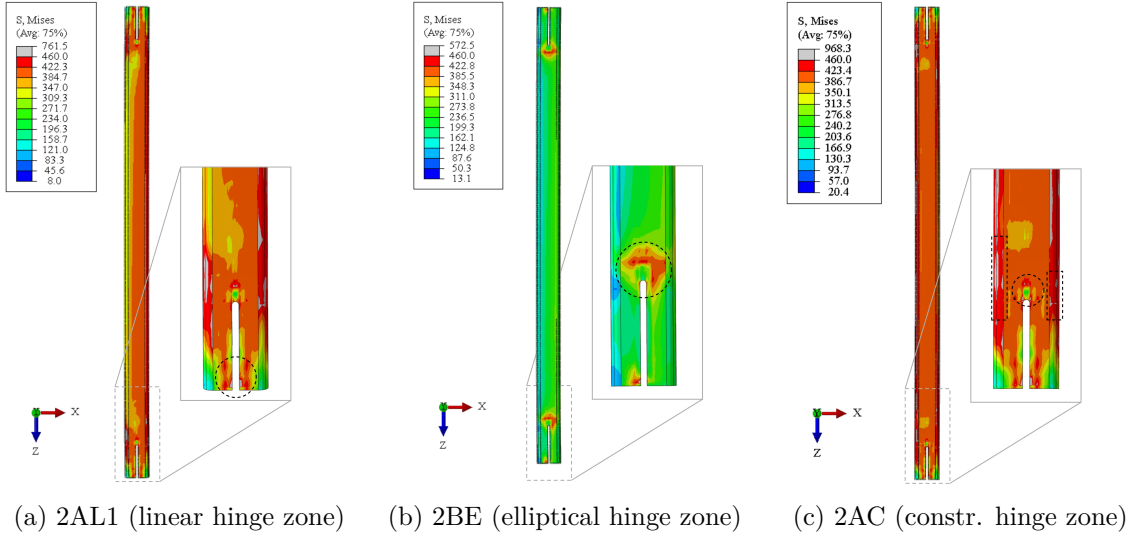 S, Mises
(Avg: 75%)
761.5
460.0
422.3
384.7
347.0
309.3
271.7
234.0
196.3
158.7
121.0
83.3
45.6
8.0
Y
X
Z
(a) 2AL1 (linear hinge zone)
S, Mises
(Avg: 75%)
572.5
460.0
422.8
385.5
348.3
311.0
273.8
236.5
199.3
162.1
124.8
87.6
50.3
13.1
Y
X
Z
(b) 2BE (elliptical hinge zone)
S, Mises
(Avg: 75%)
968.3
460.0
423.4
386.7
350.1
313.5
276.8
240.2
203.6
166.9
130.3
93.7
57.0
20.4
Y
X
Z
(c) 2AC (constr. hinge zone)